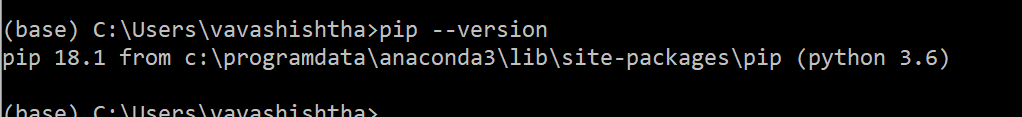 (base) C:\Users\vavashishtha>pip --version
pip 18.1 from c:\programdata\anaconda3\lib\site-packages\pip (python 3.6)
(base) C:\Users\vavashishtha>